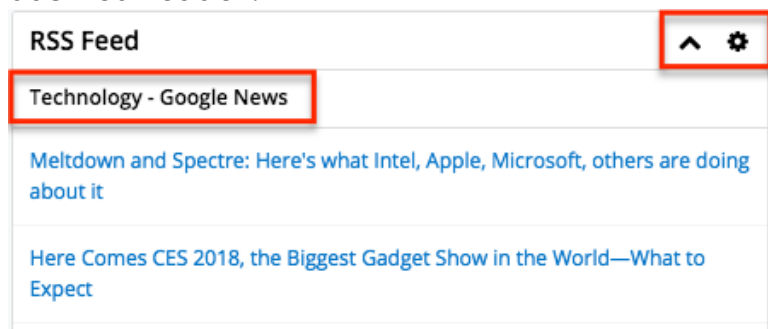 RSS Feed
Technology - Google News
Meltdown and Spectre: Here's what Intel, Apple, Microsoft, others are doing
about it
Here Comes CES 2018, the Biggest Gadget Show in the World—What to
Expect